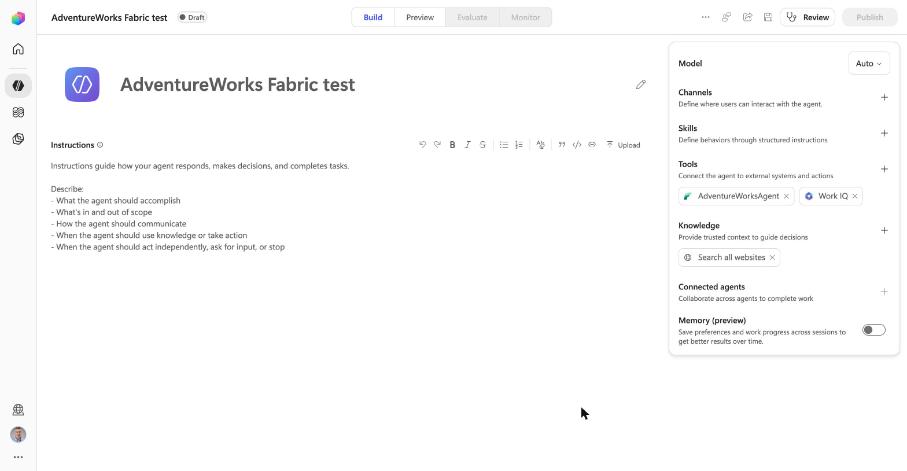 AdventureWorks Fabric test
Draft
Build
Preview
Evaluate
Monitor
Review
Publish
AdventureWorks Fabric test
Instructions
Upload
Instructions guide how your agent responds, makes decisions, and completes tasks.
Describe:
- What the agent should accomplish
- What's in and out of scope
- How the agent should communicate
- When the agent should use knowledge or take action
- When the agent should act independently, ask for input, or stop
Model
Auto
Channels
Define where users can interact with the agent.
Skills
Define behaviors through structured instructions
Tools
Connect the agent to external systems and actions
AdventureWorksAgent
Work IQ
Knowledge
Provide trusted context to guide decisions
Search all websites
Connected agents
Collaborate across agents to complete work
Memory (preview)
Save preferences and work progress across sessions to
get better results over time.